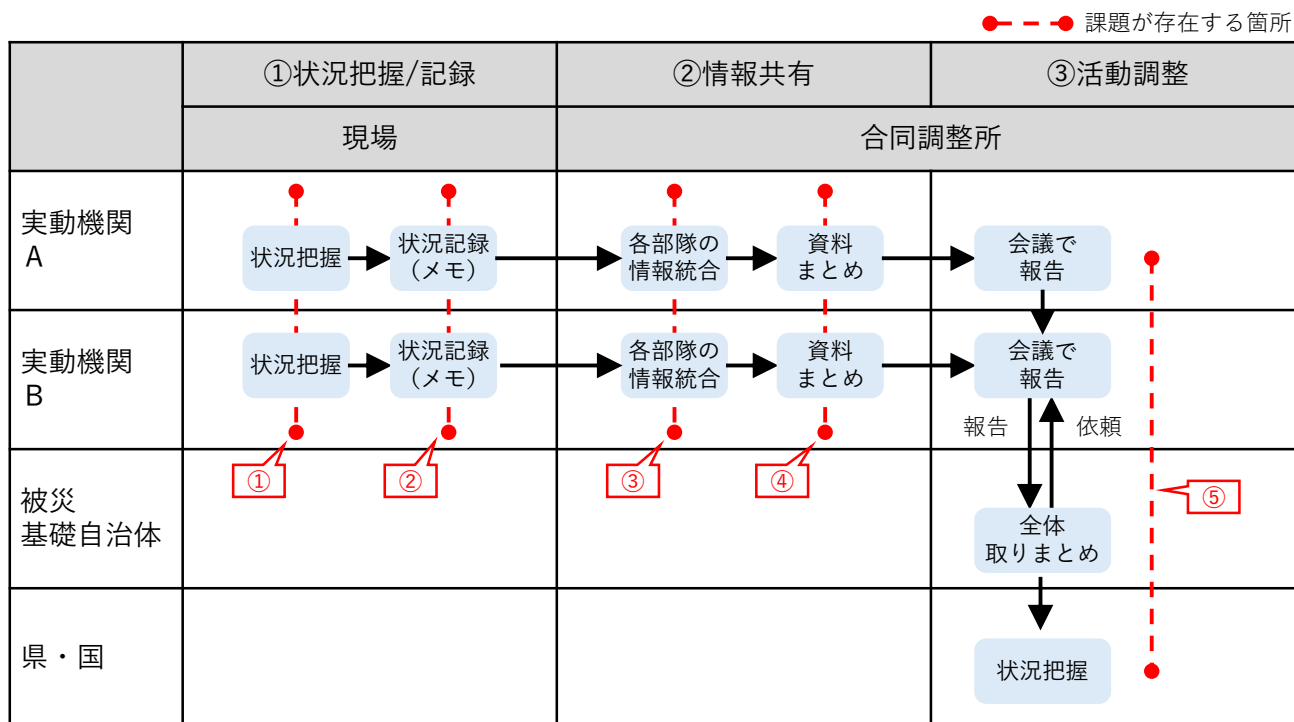 課題が存在する箇所
①状況把握/記録
②情報共有
③活動調整
現場
合同調整所
実動機関
A
状況把握
状況記録
(メモ)
各部隊の
情報統合
資料
まとめ
会議で
報告
実動機関
B
状況把握
状況記録
(メモ)
各部隊の
情報統合
資料
まとめ
会議で
報告
報告
依頼
①
②
③
④
⑤
被災
基礎自治体
全体
取りまとめ
県・国
状況把握